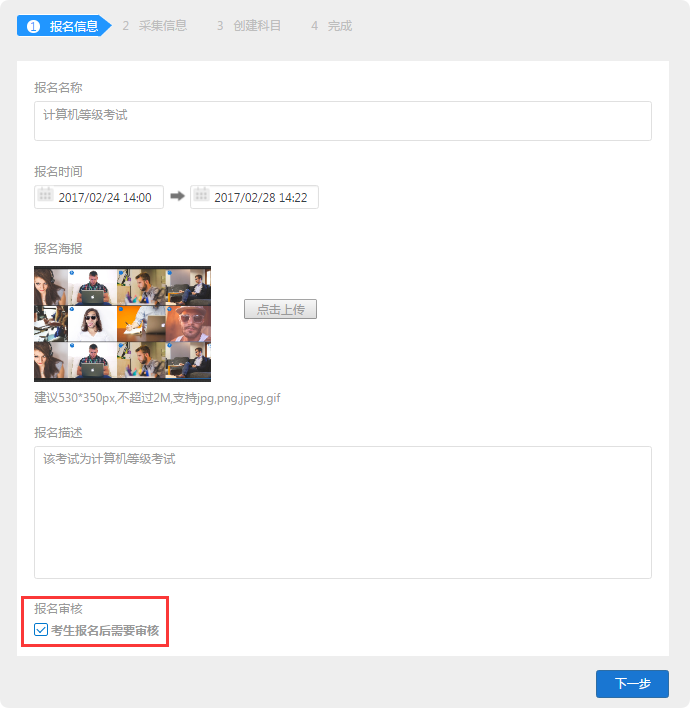 1 报名信息 2 采集信息 3 创建科目 4 完成
报名名称
计算机等级考试
报名时间
2017/02/24 14:00 2017/02/28 14:22
报名海报
点击上传
建议530*350px,不超过2M,支持jpg,png,jpeg,gif
报名描述
该考试为计算机等级考试
报名审核
考生报名后需要审核
下一步